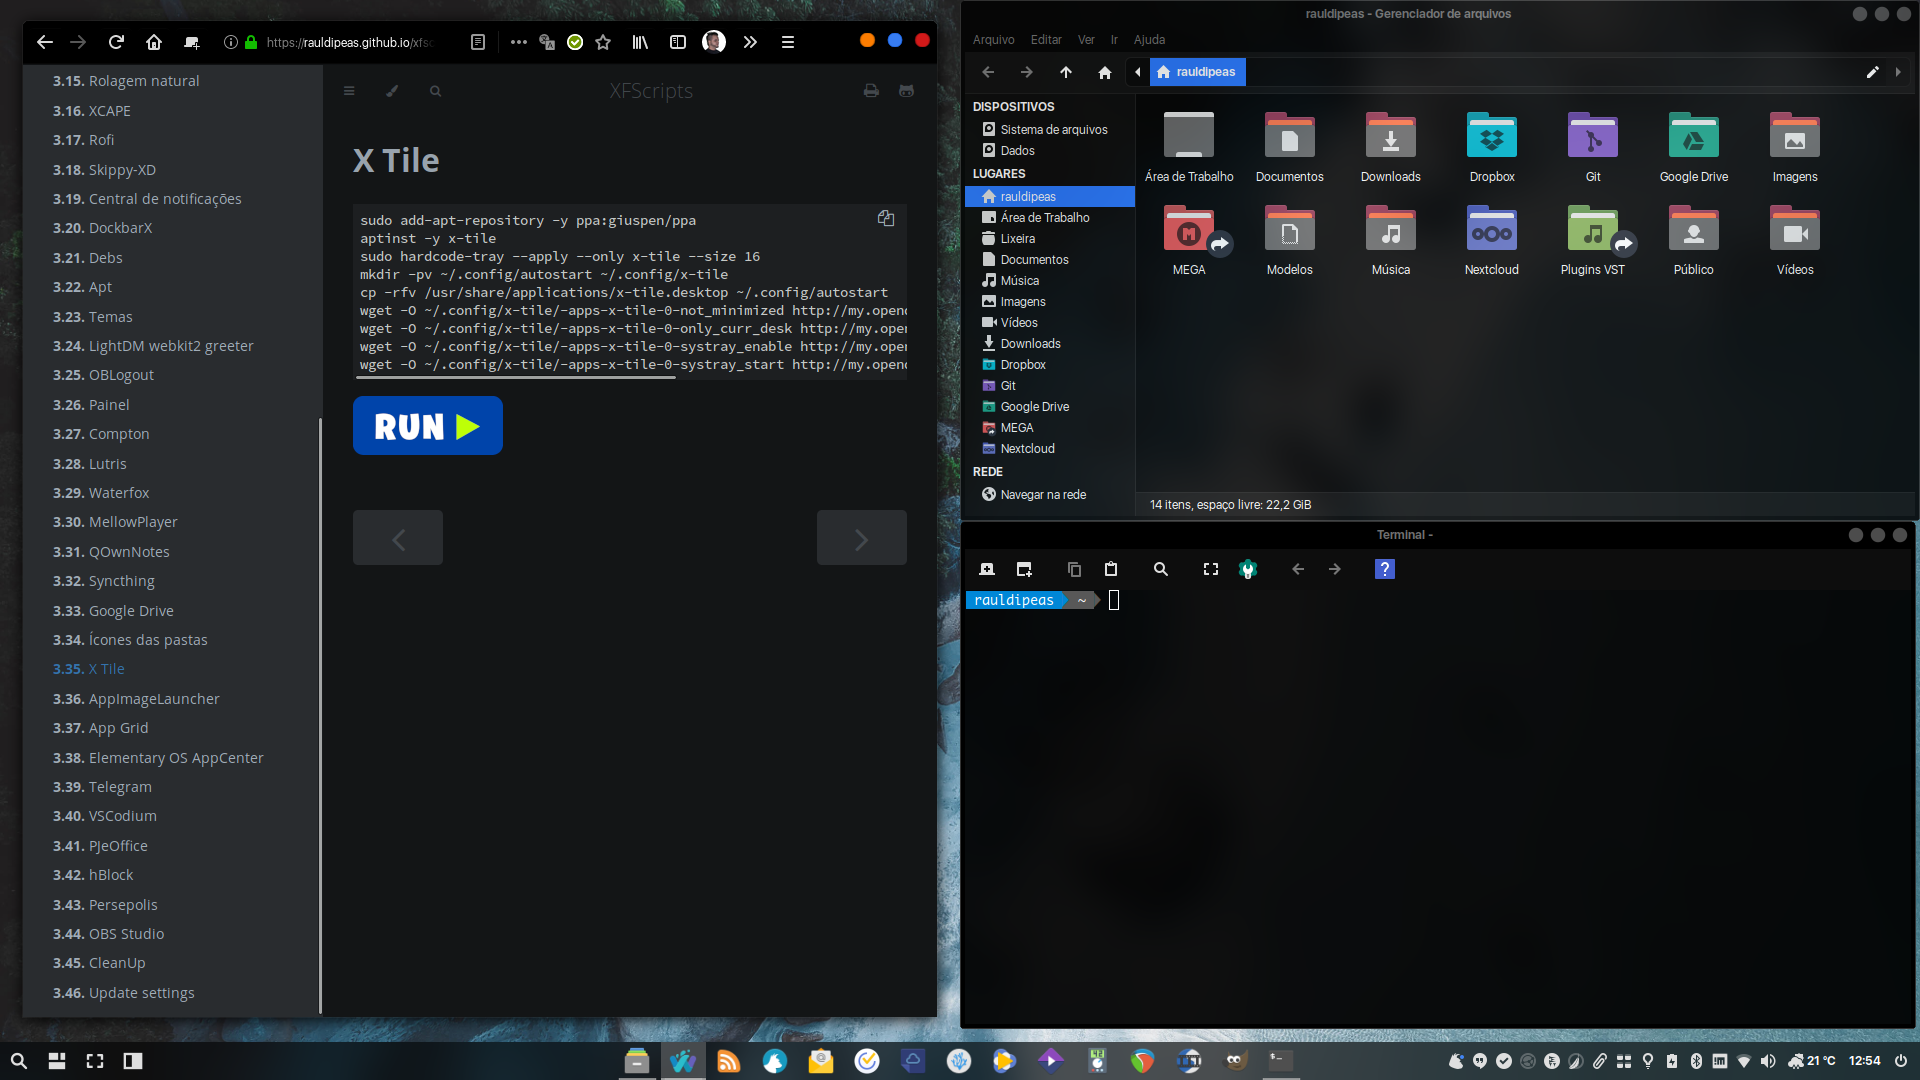 https://rauldipeas.github.io/xfsc
3.15. Rolagem natural
3.16. XCAPE
3.17. Rofi
3.18. Skippy-XD
3.19. Central de notificações
3.20. DockbarX
3.21. Debs
3.22. Apt
3.23. Temas
3.24. LightDM webkit2 greeter
3.25. OBLogout
3.26. Painel
3.27. Compton
3.28. Lutris
3.29. Waterfox
3.30. MellowPlayer
3.31. QOwnNotes
3.32. Syncthing
3.33. Google Drive
3.34. Ícones das pastas
3.35. X Tile
3.36. AppImageLauncher
3.37. App Grid
3.38. Elementary OS AppCenter
3.39. Telegram
3.40. VSCodium
3.41. PJeOffice
3.42. hBlock
3.43. Persepolis
3.44. OBS Studio
3.45. CleanUp
3.46. Update settings
XFScripts
X Tile
sudo add-apt-repository -y ppa:giuspen/ppa
aptinst -y x-tile
sudo hardcode-tray --apply --only x-tile --size 16
mkdir -pv ~/.config/autostart ~/.config/x-tile
cp -rfv /usr/share/applications/x-tile.desktop ~/.config/autostart
wget -O ~/.config/x-tile/-apps-x-tile-0-not_minimized http://my.openc
wget -O ~/.config/x-tile/-apps-x-tile-0-only_curr_desk http://my.open
wget -O ~/.config/x-tile/-apps-x-tile-0-systray_enable http://my.oper
wget -O ~/.config/x-tile/-apps-x-tile-0-systray_start http://my.openc
RUN
rauldipeas - Gerenciador de arquivos
Arquivo Editar Ver Ir Ajuda
rauldipeas
DISPOSITIVOS
Sistema de arquivos
Dados
LUGARES
rauldipeas
Área de Trabalho
Lixeira
Documentos
Música
Imagens
Vídeos
Downloads
Dropbox
Git
Google Drive
MEGA
Nextcloud
REDE
Navegar na rede
Área de Trabalho Documentos Downloads Dropbox Git Google Drive Imagens
MEGA Modelos Música Nextcloud Plugins VST Público Vídeos
14 itens, espaço livre: 22,2 GiB
Terminal -
?
rauldipeas ~
21 °C 12:54